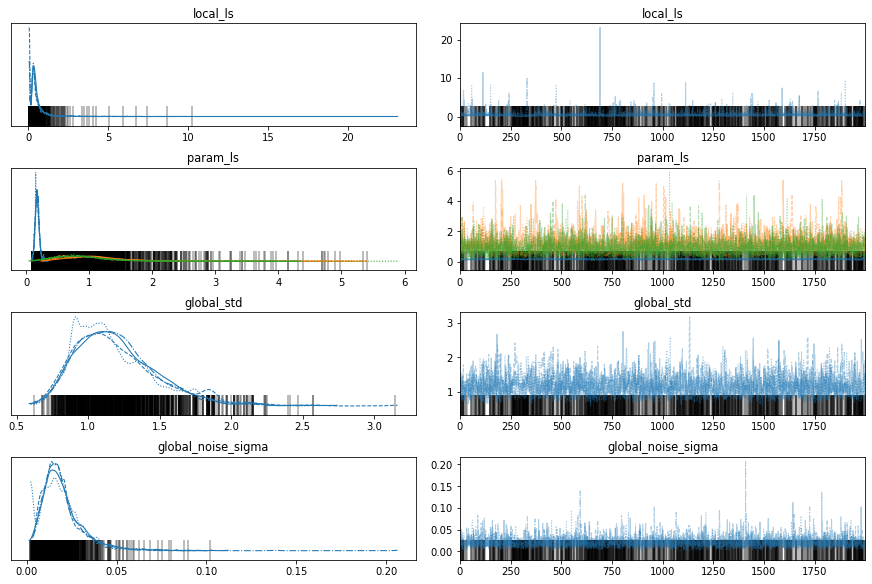 local_ls local_ls
20
10
0
0 5 10 15 20 0 250 500 750 1000 1250 1500 1750
param_ls param_ls
6
4
2
0
0 1 2 3 4 5 6 0 250 500 750 1000 1250 1500 1750
global_std global_std
3
2
1
0.5 1.0 1.5 2.0 2.5 3.0 0 250 500 750 1000 1250 1500 1750
global_noise_sigma global_noise_sigma
0.20
0.15
0.10
0.05
0.00
0.00 0.05 0.10 0.15 0.20 0 250 500 750 1000 1250 1500 1750